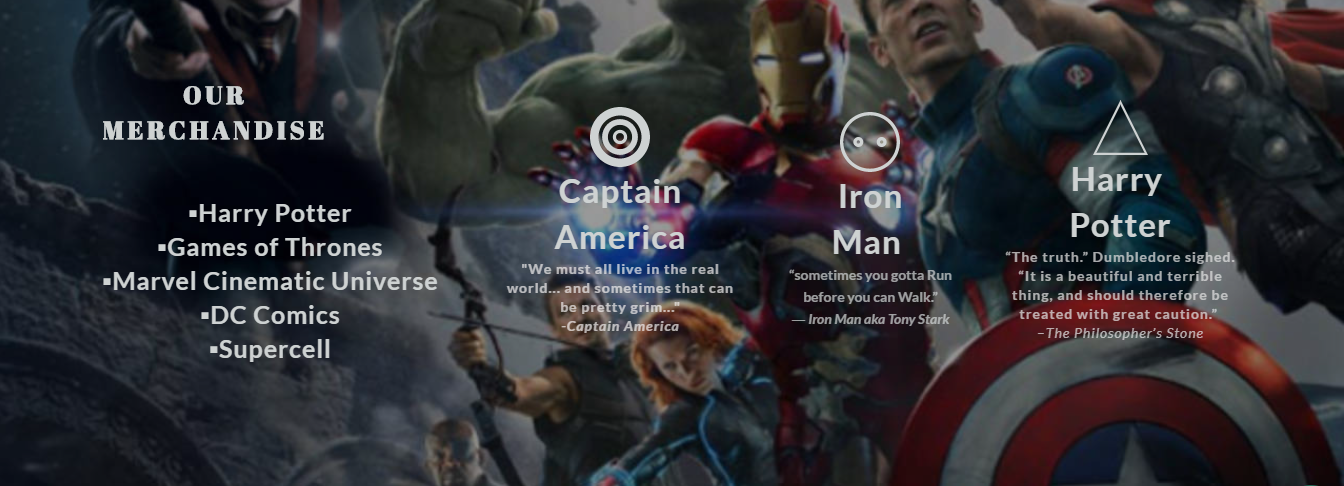 OUR
MERCHANDISE
▪Harry Potter
▪Games of Thrones
▪Marvel Cinematic Universe
▪DC Comics
▪Supercell
Captain
America
"We must all live in the real
world... and sometimes that can
be pretty grim..."
-Captain America
Iron
Man
“sometimes you gotta Run
before you can Walk.”
― Iron Man aka Tony Stark
Harry
Potter
“The truth.” Dumbledore sighed.
“It is a beautiful and terrible
thing, and should therefore be
treated with great caution.”
–The Philosopher’s Stone